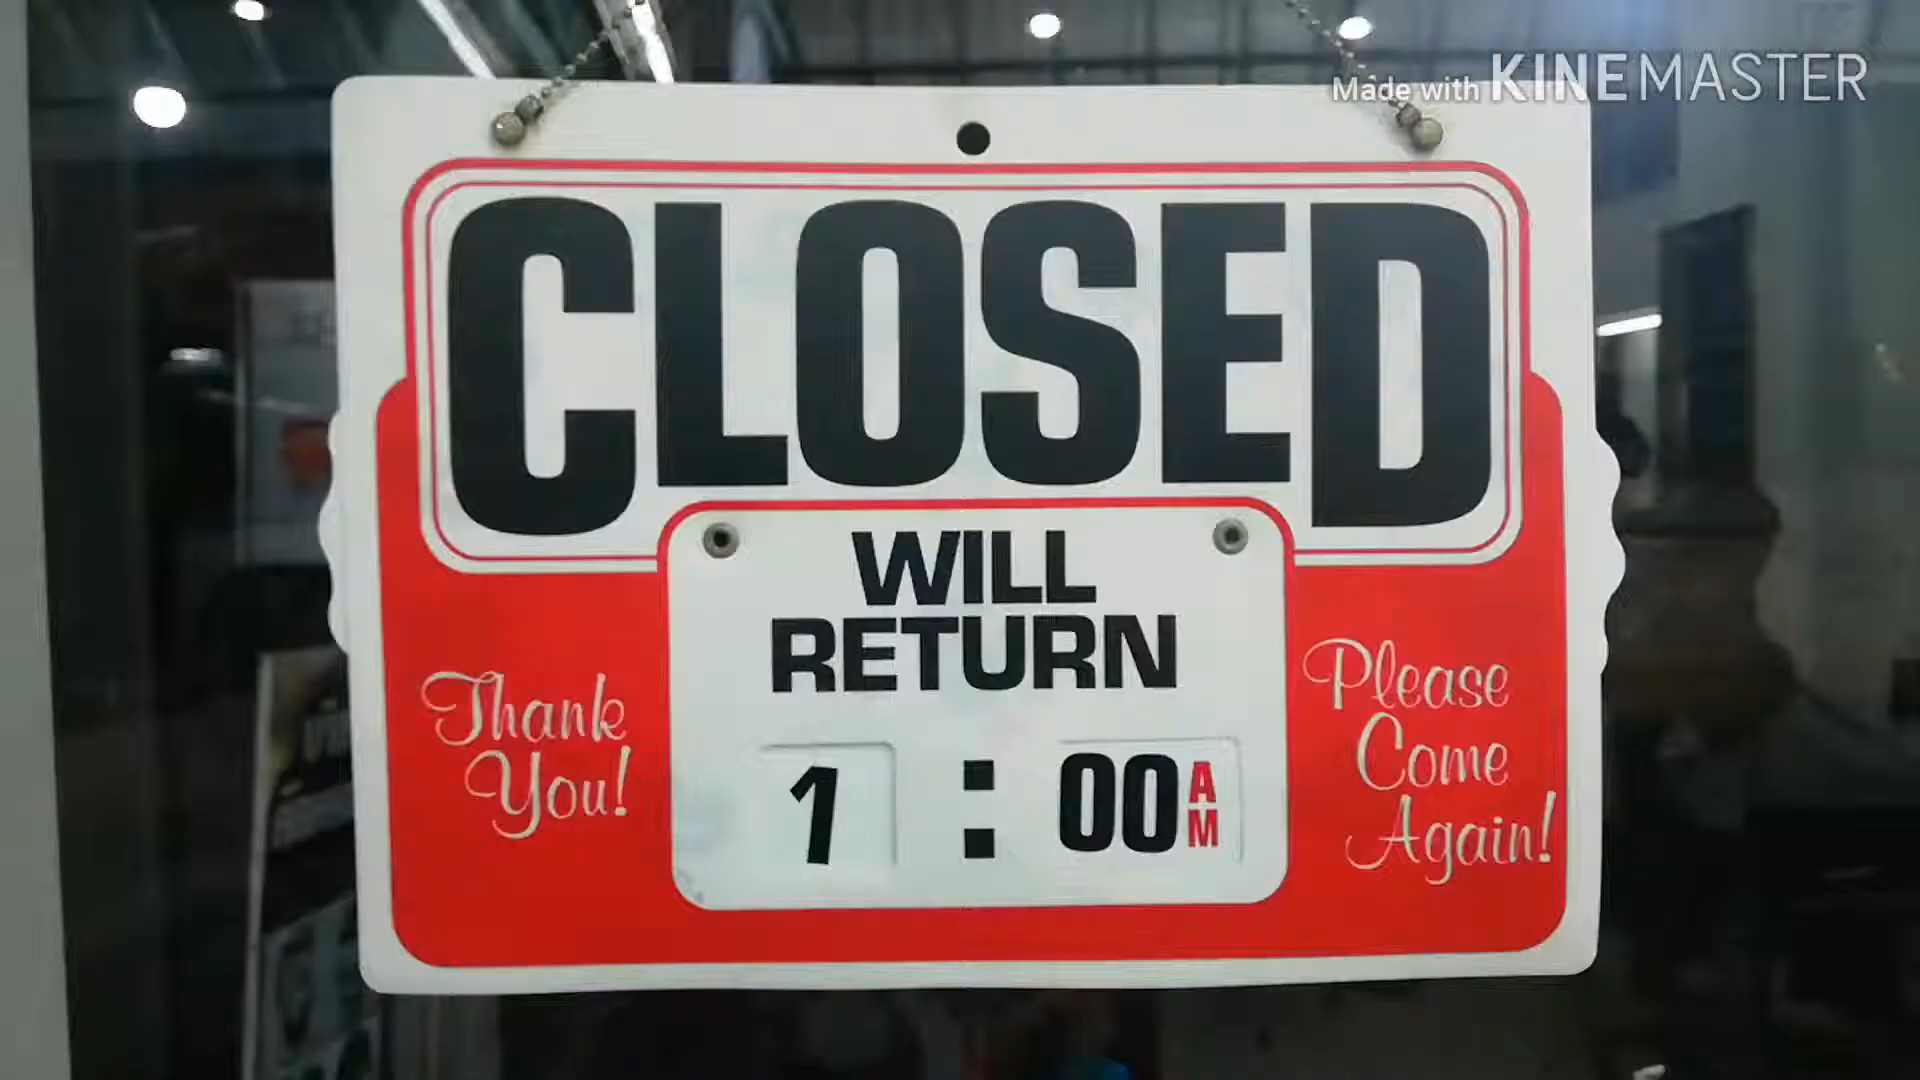 Made with KINEMASTER
CLOSED
WILL
RETURN
1 : 00 AM
Thank
You!
Please
Come
Again!